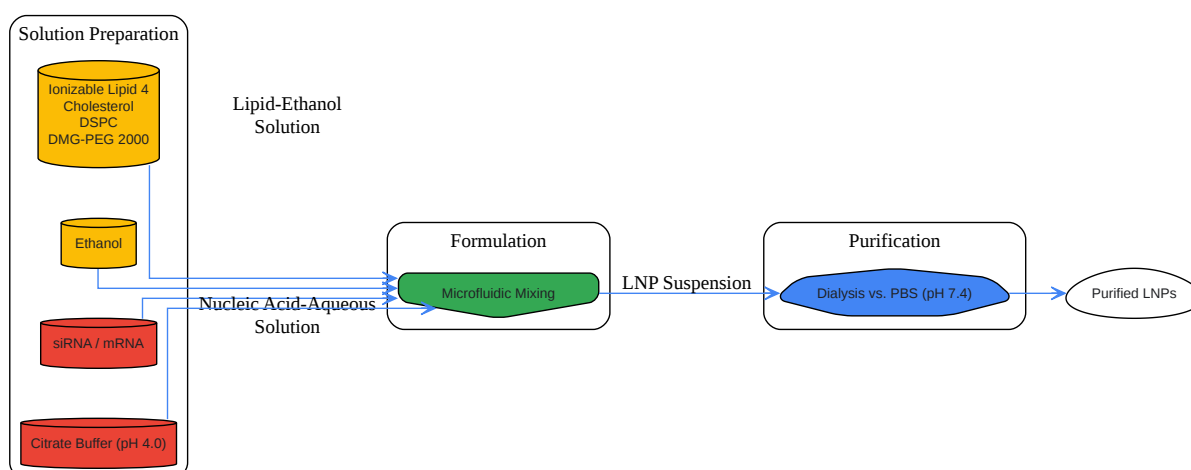 Solution Preparation
Ionizable Lipid 4
Cholesterol
DSPC
DMG-PEG 2000
Lipid-Ethanol
Solution
Ethanol
Nucleic Acid-Aqueous
Solution
siRNA / mRNA
Citrate Buffer (pH 4.0)
Formulation
Microfluidic Mixing
LNP Suspension
Purification
Dialysis vs. PBS (pH 7.4)
Purified LNPs